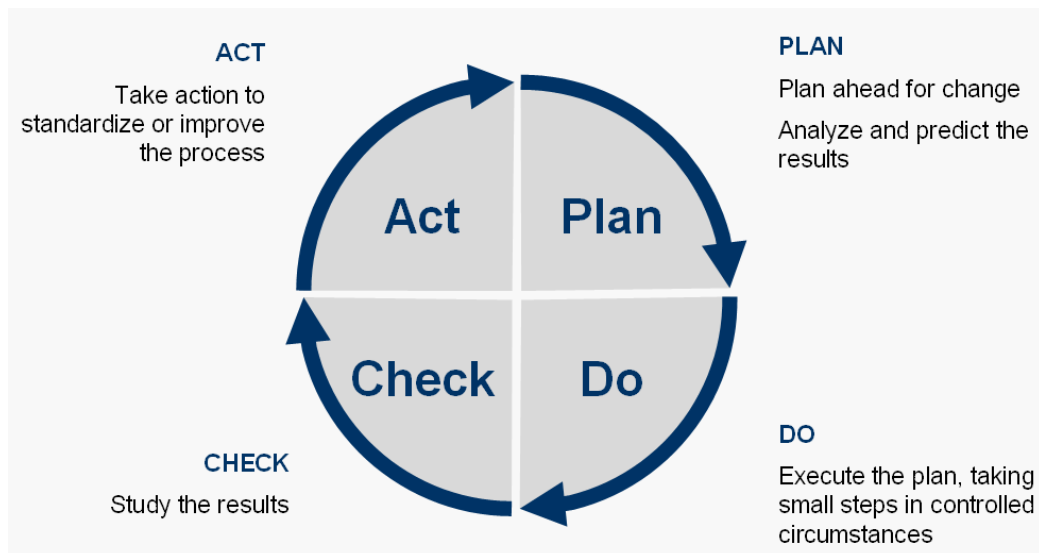 ACT
Take action to
standardize or improve
the process
PLAN
Plan ahead for change
Analyze and predict the
results
Act
Plan
Check
Do
CHECK
Study the results
DO
Execute the plan, taking
small steps in controlled
circumstances